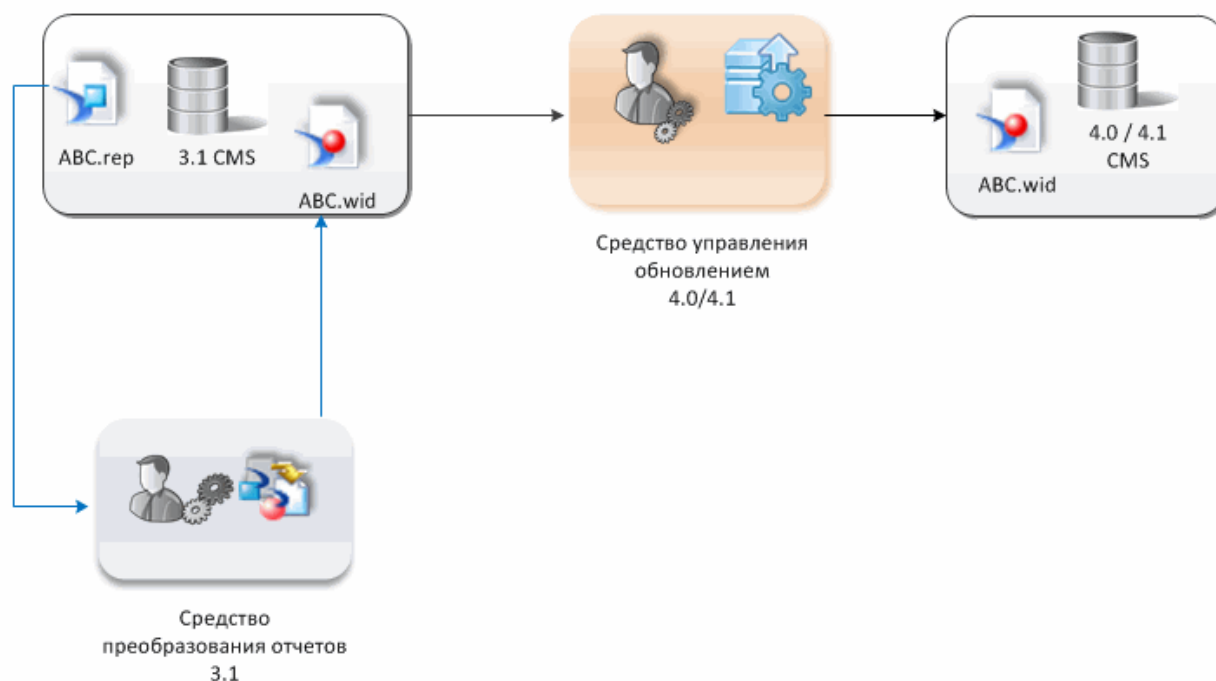 ABC.rep
3.1 CMS
ABC.wid
Средство управления
обновлением
4.0/4.1
ABC.wid
4.0 / 4.1
CMS
Средство
преобразования отчетов
3.1